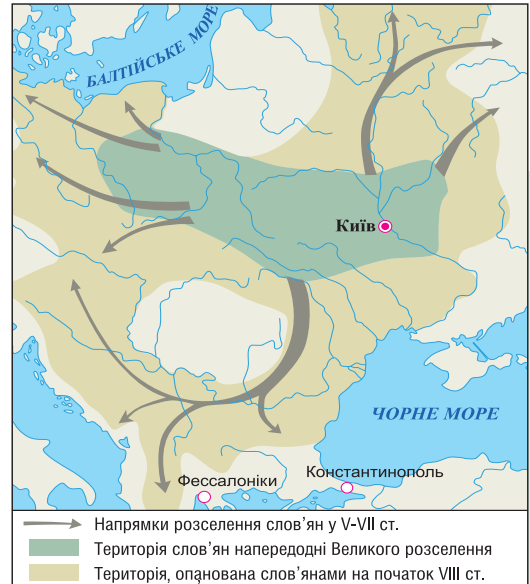 БАЛТІЙСЬКЕ МОРЕ
Київ
ЧОРНЕ МОРЕ
Фессалоніки
Константинополь
Напрямки розселення слов’ян у V-VII ст.
Територія слов’ян напередодні Великого розселення
Територія, опанована слов’янами на початок VIII ст.